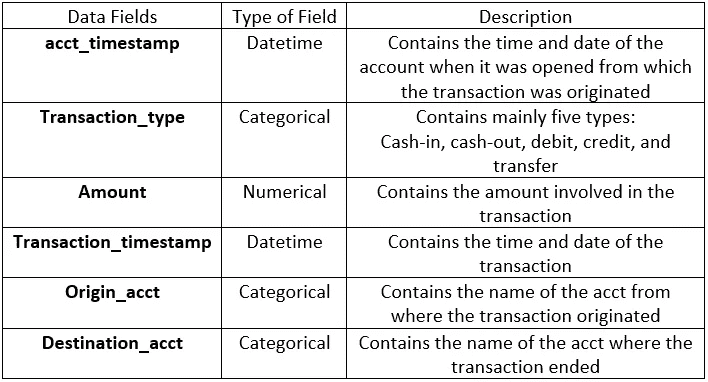 Data Fields Type of Field Description
acct_timestamp Datetime Contains the time and date of the
account when it was opened from which
the transaction was originated
Transaction_type Categorical Contains mainly five types:
Cash-in, cash-out, debit, credit, and
transfer
Amount Numerical Contains the amount involved in the
transaction
Transaction_timestamp Datetime Contains the time and date of the
transaction
Origin_acct Categorical Contains the name of the acct from
where the transaction originated
Destination_acct Categorical Contains the name of the acct where the
transaction ended